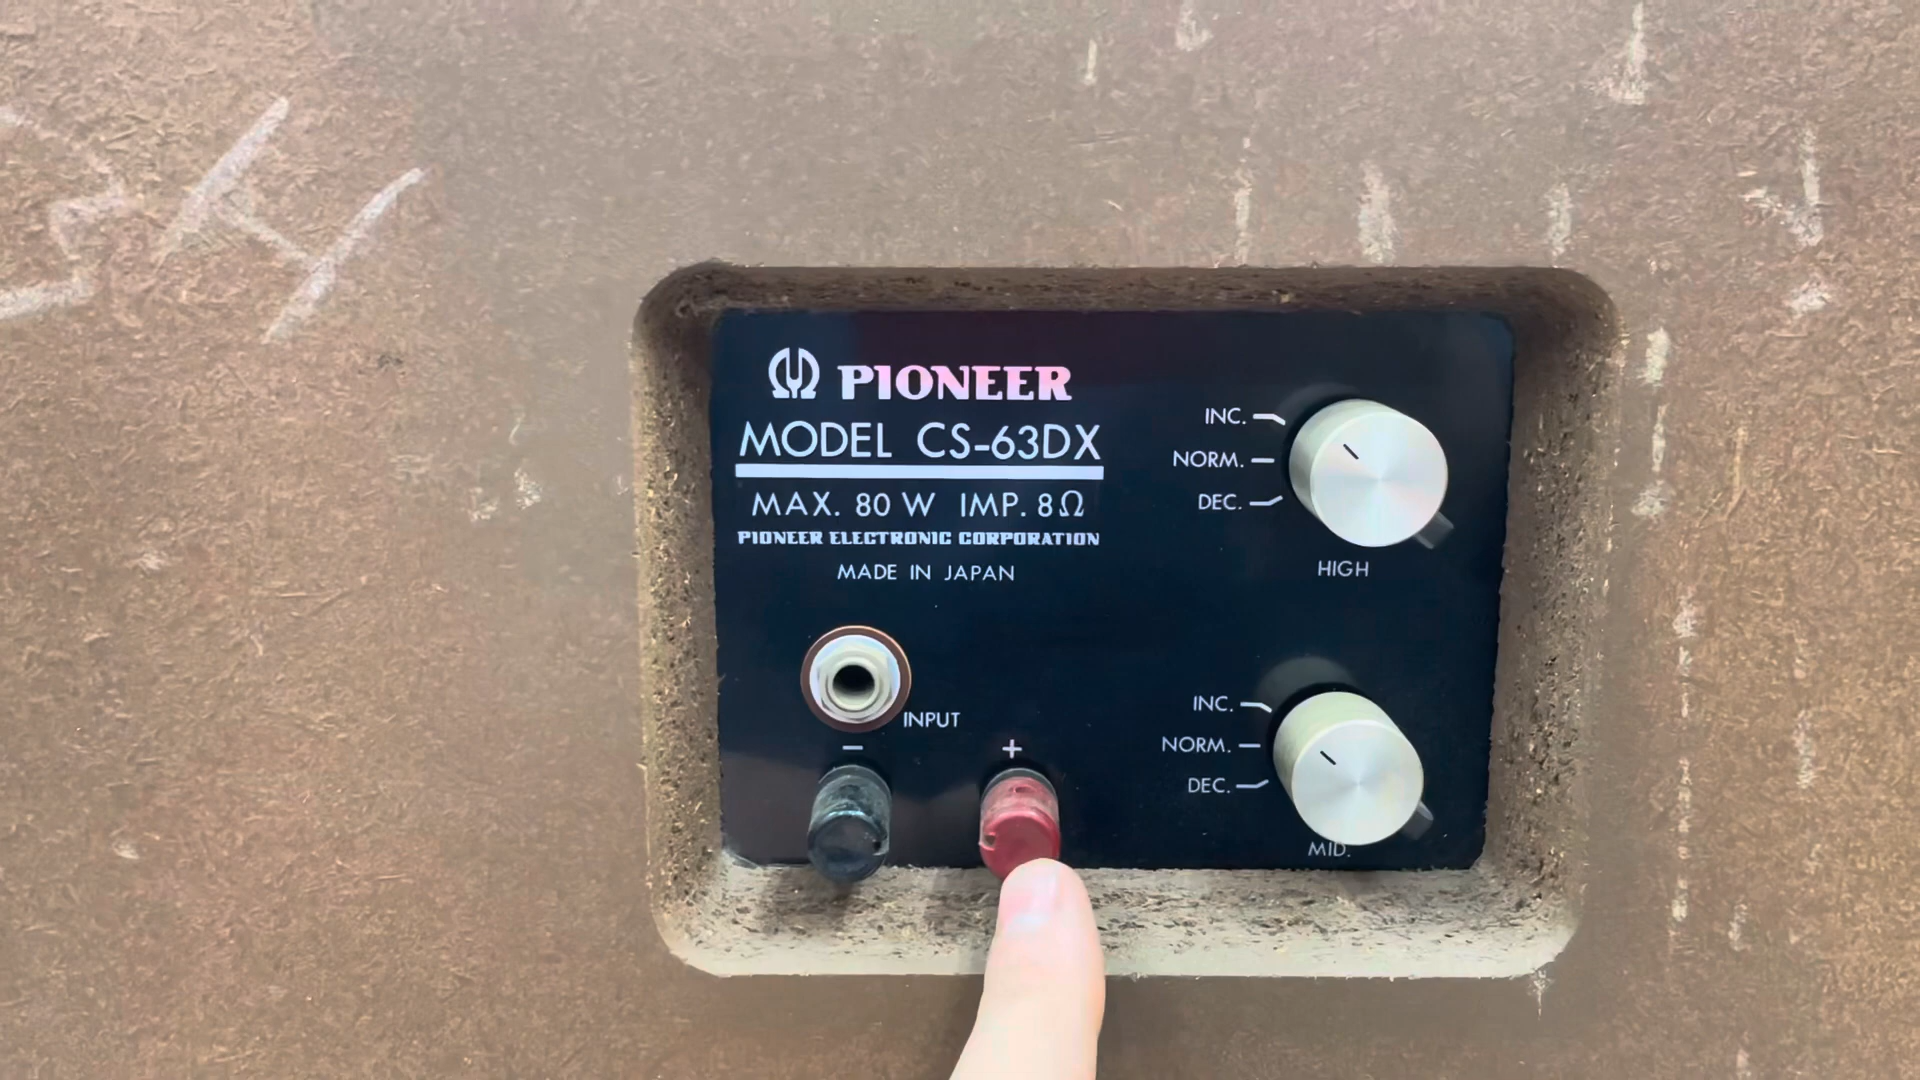 PIONEER
MODEL CS-63DX
MAX. 80 W IMP. 8Ω
PIONEER ELECTRONIC CORPORATION
MADE IN JAPAN
INPUT
− +
INC.
NORM.
DEC.
HIGH
INC.
NORM.
DEC.
MID.